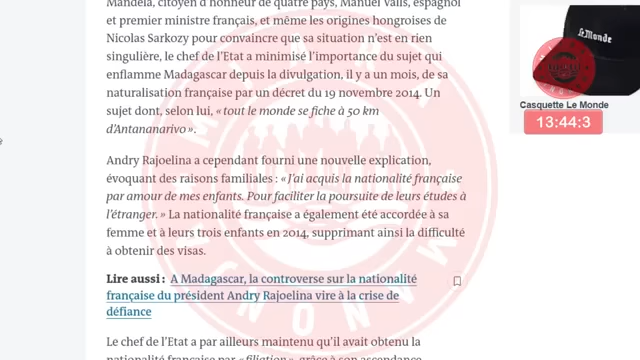 Mandela, citoyen d'honneur de quatre pays, Manuel Valls, espagnol
et premier ministre français, et même les origines hongroises de
Nicolas Sarkozy pour convaincre que sa situation n'est en rien
singulière, le chef de l'Etat a minimisé l'importance du sujet qui
enflamme Madagascar depuis la divulgation, il y a un mois, de sa
naturalisation française par un décret du 19 novembre 2014. Un
sujet dont, selon lui, « tout le monde se fiche à 50 km
d'Antananarivo ».
Andry Rajoelina a cependant fourni une nouvelle explication,
évoquant des raisons familiales : « J'ai acquis la nationalité française
par amour de mes enfants. Pour faciliter la poursuite de leurs études à
l'étranger. » La nationalité française a également été accordée à sa
femme et à leurs trois enfants en 2014, supprimant ainsi la difficulté
à obtenir des visas.
Lire aussi : A Madagascar, la controverse sur la nationalité
française du président Andry Rajoelina vire à la crise de
défiance
Le chef de l'Etat a par ailleurs maintenu qu'il avait obtenu la
nationalité française par « filiation », grâce à son ascendance
Le Monde
Casquette Le Monde
13:44:3